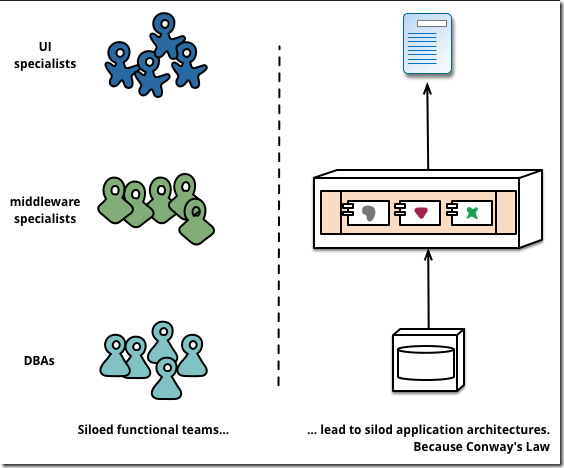 UI
specialists
middleware
specialists
DBAs
Siloed functional teams...
... lead to silod application architectures.
Because Conway's Law